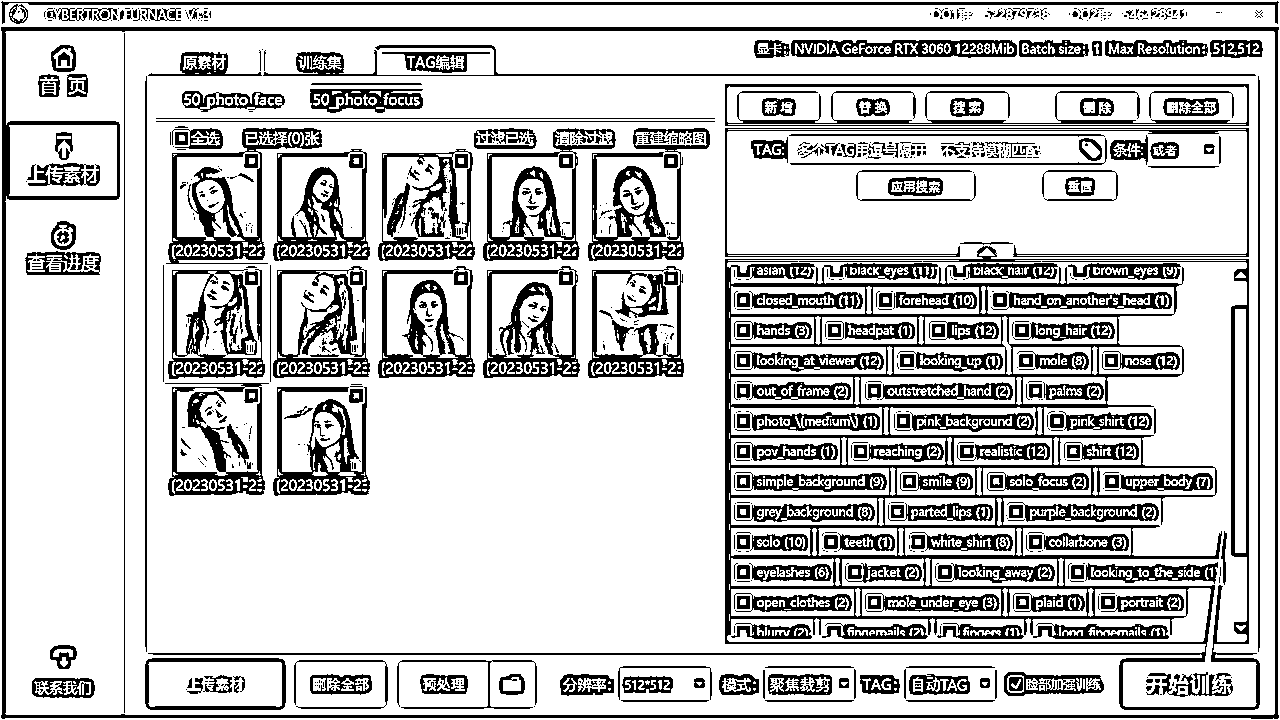 CYBERTRON FURNACE V1.3
显卡: NVIDIA GeForce RTX 3060 12288Mib Batch size: 1 Max Resolution: 512,512
首页
上传素材
查看进度
联系我们
原素材 训练集 TAG编辑
50_photo_face 50_photo_focus
全选 已选择(0)张 过滤已选 清除过滤 重建缩略图
(20230531-22 (20230531-22 (20230531-22 (20230531-22 (20230531-22
(20230531-23 (20230531-23 (20230531-23 (20230531-23 (20230531-23
(20230531-23 (20230531-23
新增 替换 搜索 删除 删除全部
TAG: 多个TAG用逗号隔开 不支持模糊匹配 条件: 或者
应用搜索 重置
asian (12) black_eyes (11) black_hair (12) brown_eyes (9)
closed_mouth (11) forehead (10) hand_on_another's_head (1)
hands (3) headpat (1) lips (12) long_hair (12)
looking_at_viewer (12) looking_up (1) mole (8) nose (12)
out_of_frame (2) outstretched_hand (2) palms (2)
photo_\(medium\) (1) pink_background (2) pink_shirt (12)
pov_hands (1) reaching (2) realistic (12) shirt (12)
simple_background (9) smile (9) solo_focus (2) upper_body (7)
grey_background (8) parted_lips (1) purple_background (2)
solo (10) teeth (1) white_shirt (8) collarbone (3)
eyelashes (6) jacket (2) looking_away (2) looking_to_the_side (1)
open_clothes (2) mole_under_eye (3) plaid (1) portrait (2)
blurry (2) fingernails (2) fingers (1) long_fingernails (1)
上传素材 删除全部 预处理 分辨率: 512*512 模式: 聚焦裁剪 TAG: 自动TAG 脸部加强训练 开始训练